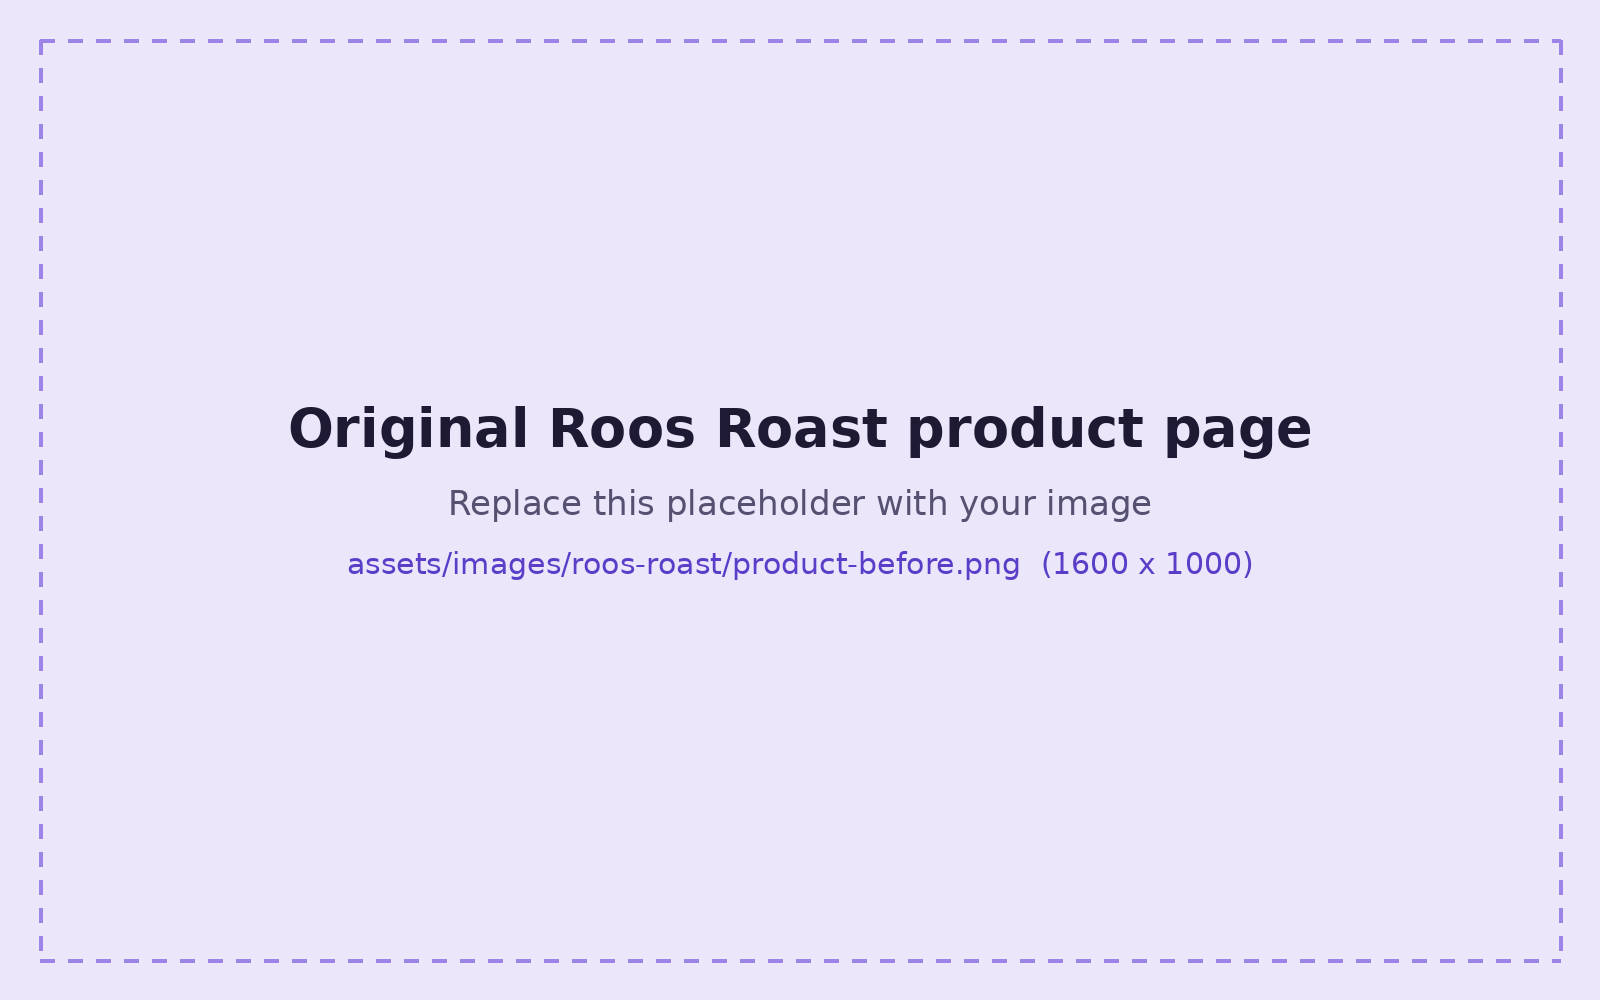 Original Roos Roast product page
Replace this placeholder with your image
assets/images/roos-roast/product-before.png (1600 x 1000)